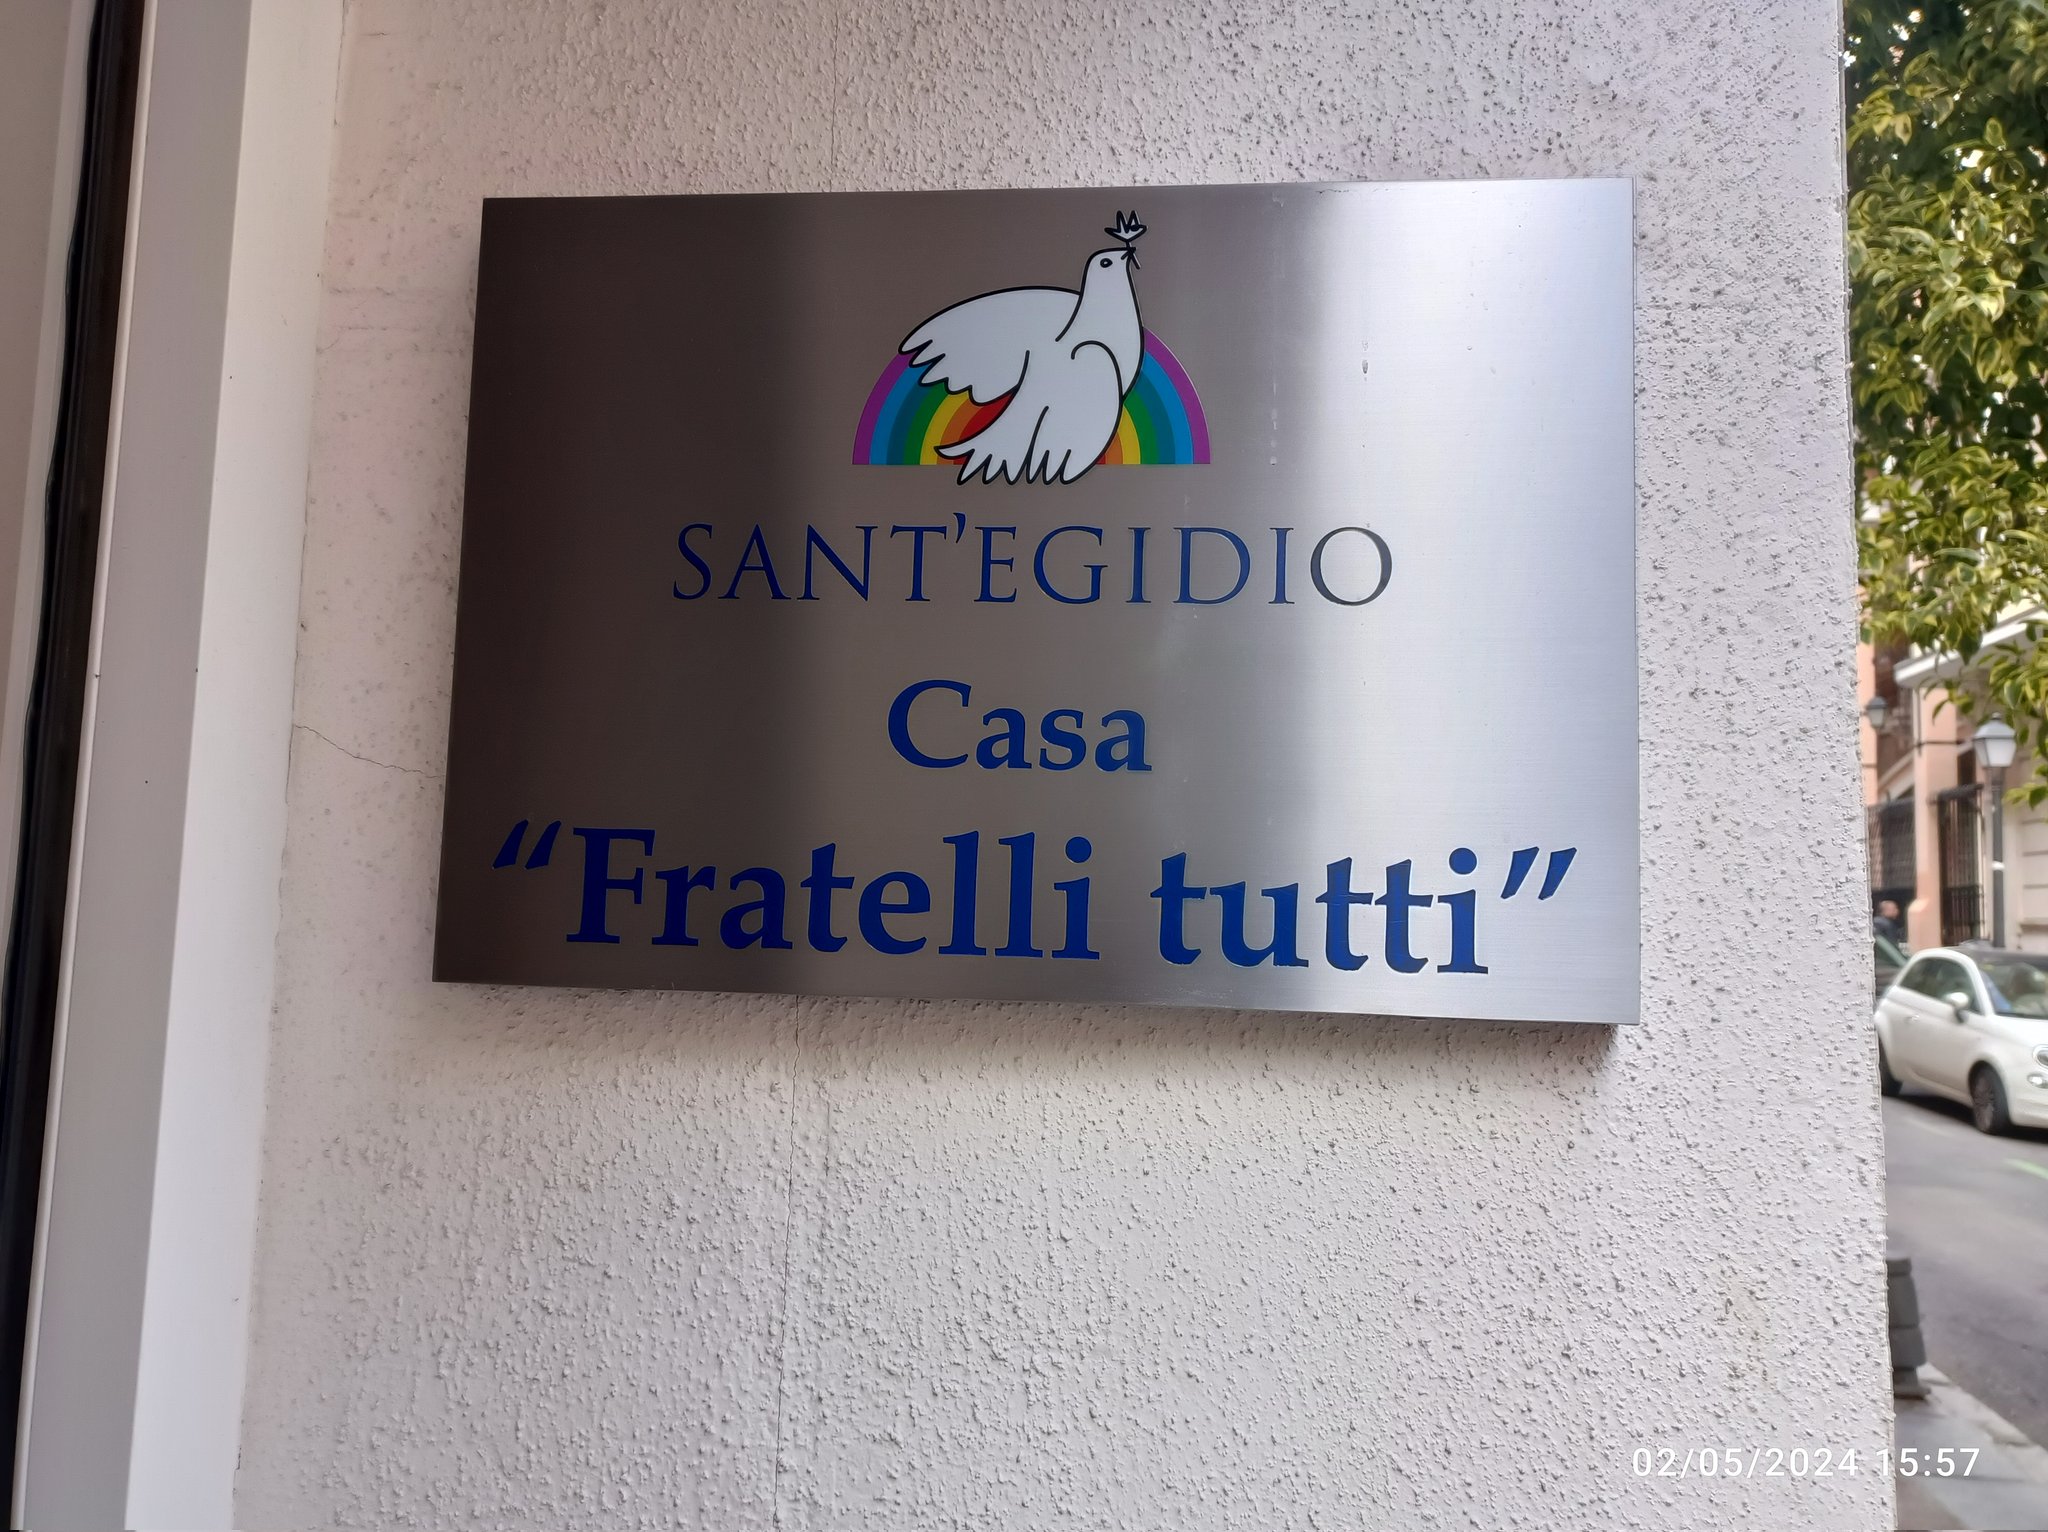 SANT'EGIDIO
Casa
“Fratelli tutti”
02/05/2024 15:57